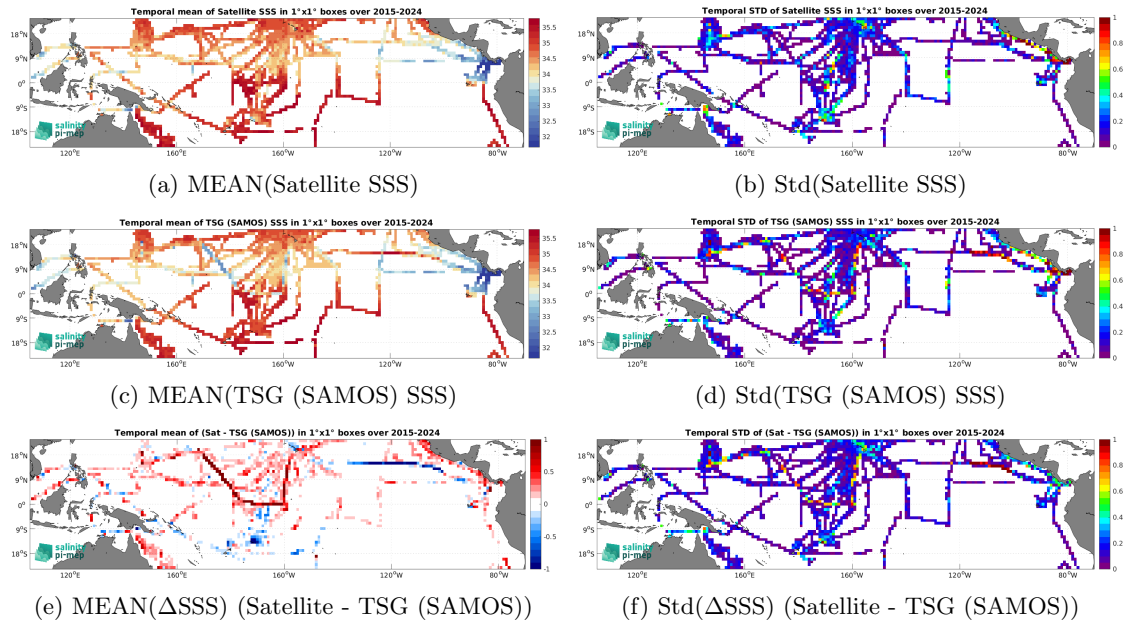 Temporal mean of Satellite SSS in 1°x1° boxes over 2015-2024
18°N
9°N
0°
9°S
18°S
120°E
160°E
160°W
120°W
80°W
35.5
35
34.5
34
33.5
33
32.5
32
salinity
pi-mep
(a) MEAN(Satellite SSS)
Temporal STD of Satellite SSS in 1°x1° boxes over 2015-2024
18°N
9°N
0°
9°S
18°S
120°E
160°E
160°W
120°W
80°W
1
0.8
0.6
0.4
0.2
0
salinity
pi-mep
(b) Std(Satellite SSS)
Temporal mean of TSG (SAMOS) SSS in 1°x1° boxes over 2015-2024
18°N
9°N
0°
9°S
18°S
120°E
160°E
160°W
120°W
80°W
35.5
35
34.5
34
33.5
33
32.5
32
salinity
pi-mep
(c) MEAN(TSG (SAMOS) SSS)
Temporal STD of TSG (SAMOS) SSS in 1°x1° boxes over 2015-2024
18°N
9°N
0°
9°S
18°S
120°E
160°E
160°W
120°W
80°W
1
0.8
0.6
0.4
0.2
0
salinity
pi-mep
(d) Std(TSG (SAMOS) SSS)
Temporal mean of (Sat - TSG (SAMOS)) in 1°x1° boxes over 2015-2024
18°N
9°N
0°
9°S
18°S
120°E
160°E
160°W
120°W
80°W
1
0.5
0
-0.5
-1
salinity
pi-mep
(e) MEAN(ΔSSS) (Satellite - TSG (SAMOS))
Temporal STD of (Sat - TSG (SAMOS)) in 1°x1° boxes over 2015-2024
18°N
9°N
0°
9°S
18°S
120°E
160°E
160°W
120°W
80°W
1
0.8
0.6
0.4
0.2
0
salinity
pi-mep
(f) Std(ΔSSS) (Satellite - TSG (SAMOS))